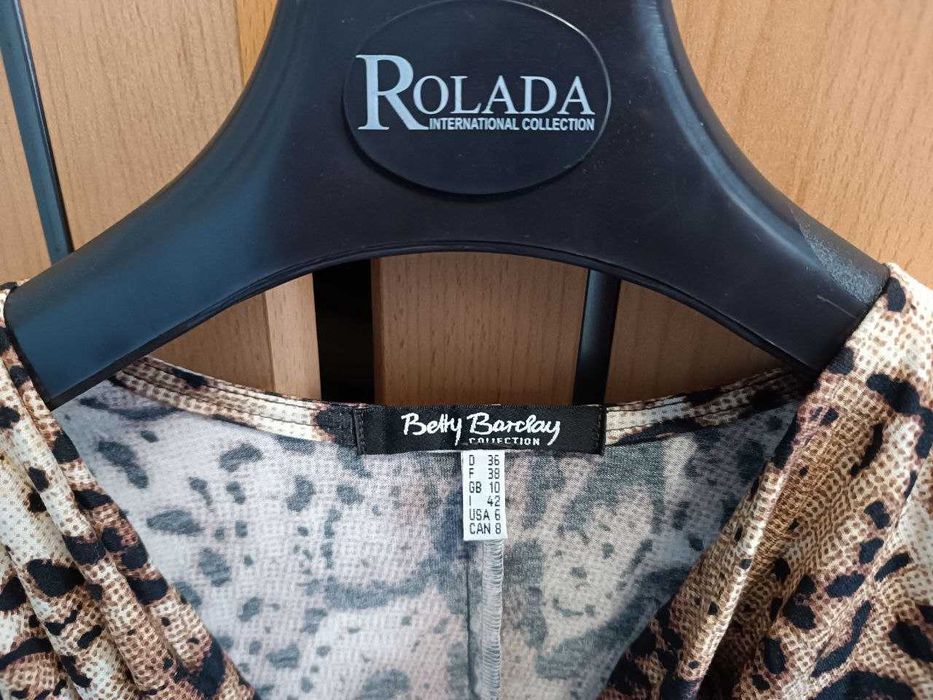 ROLADA
INTERNATIONAL COLLECTION
Betty Barclay
COLLECTION
D 36
F 38
GB 10
I 42
USA 6
CAN 8